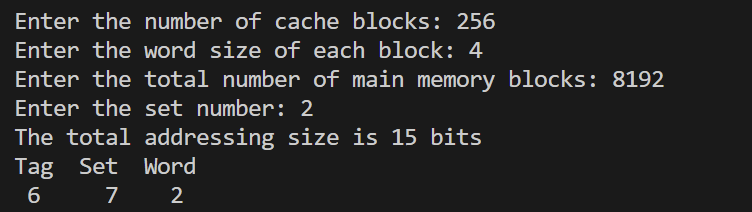 Enter the number of cache blocks: 256
Enter the word size of each block: 4
Enter the total number of main memory blocks: 8192
Enter the set number: 2
The total addressing size is 15 bits
Tag  Set  Word
 6     7    2